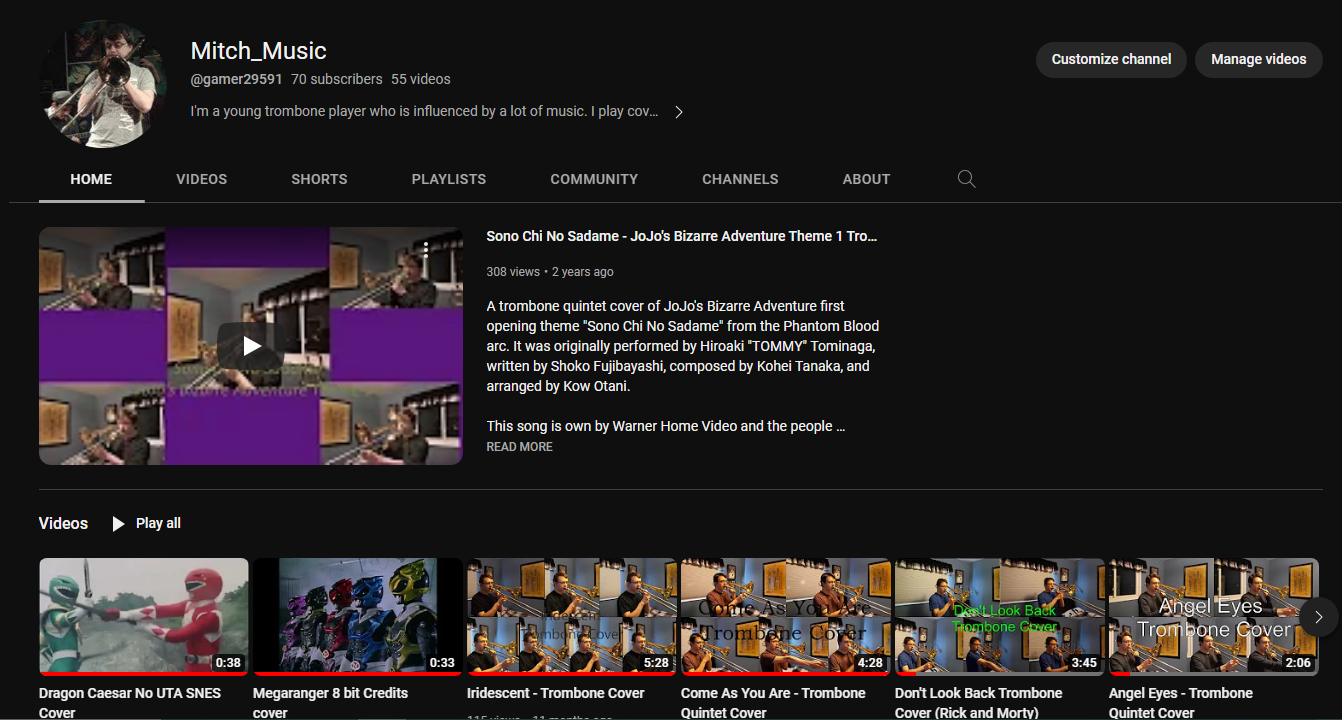 Mitch_Music
Customize channel
Manage videos
@gamer29591 70 subscribers 55 videos
I'm a young trombone player who is influenced by a lot of music. I play cov...
HOME VIDEOS SHORTS PLAYLISTS COMMUNITY CHANNELS ABOUT
Sono Chi No Sadame - JoJo's Bizarre Adventure Theme 1 Tro...
308 views • 2 years ago
A trombone quintet cover of JoJo's Bizarre Adventure first
opening theme "Sono Chi No Sadame" from the Phantom Blood
arc. It was originally performed by Hiroaki "TOMMY" Tominaga,
written by Shoko Fujibayashi, composed by Kohei Tanaka, and
arranged by Kow Otani.
This song is own by Warner Home Video and the people ...
READ MORE
Videos Play all
0:38
0:33
Trombone Cover
5:28
Come As You Are
Trombone Cover
4:28
Don't Look Back
Trombone Cover
3:45
Angel Eyes
Trombone Cover
2:06
Dragon Caesar No UTA SNES
Cover
Megaranger 8 bit Credits
cover
Iridescent - Trombone Cover
Come As You Are - Trombone
Quintet Cover
Don't Look Back Trombone
Cover (Rick and Morty)
Angel Eyes - Trombone
Quintet Cover